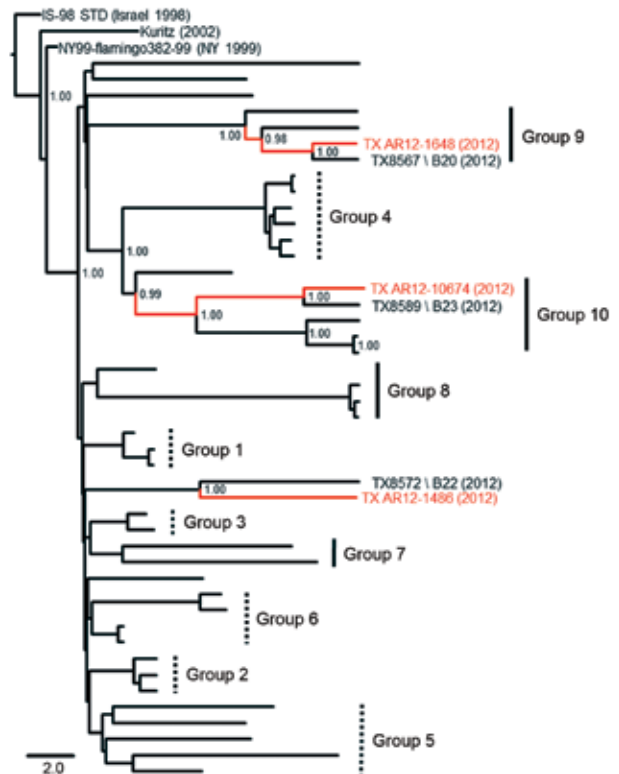 IS-98 STD (Israel 1998)
Kuritz (2002)
NY99-flamingo382-99 (NY 1999)
1.00
1.00
0.98
TX AR12-1648 (2012)
1.00
TX8567 \ B20 (2012)
Group 9
Group 4
1.00
1.00
0.99
TX AR12-10674 (2012)
1.00
TX8589 \ B23 (2012)
1.00
Group 10
1.00
1.00
Group 8
Group 1
TX8572 \ B22 (2012)
1.00
TX AR12-1486 (2012)
Group 3
Group 7
Group 6
Group 2
Group 5
2.0